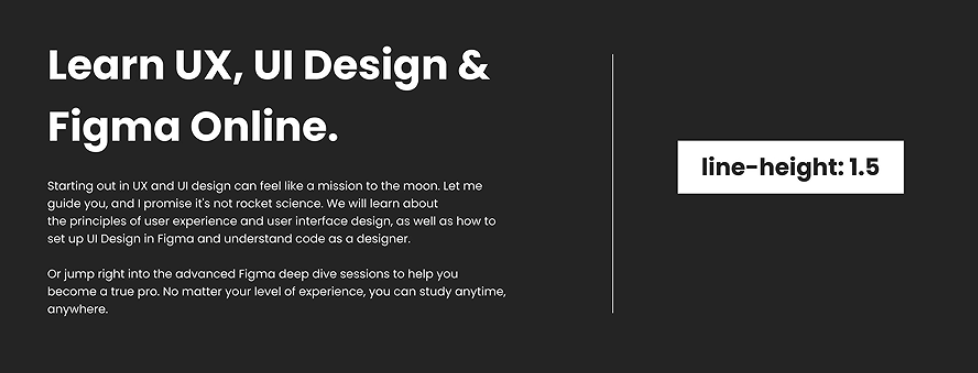 Learn UX, UI Design &
Figma Online.
Starting out in UX and UI design can feel like a mission to the moon. Let me
guide you, and I promise it's not rocket science. We will learn about
the principles of user experience and user interface design, as well as how to
set up UI Design in Figma and understand code as a designer.
Or jump right into the advanced Figma deep dive sessions to help you
become a true pro. No matter your level of experience, you can study anytime,
anywhere.
line-height: 1.5